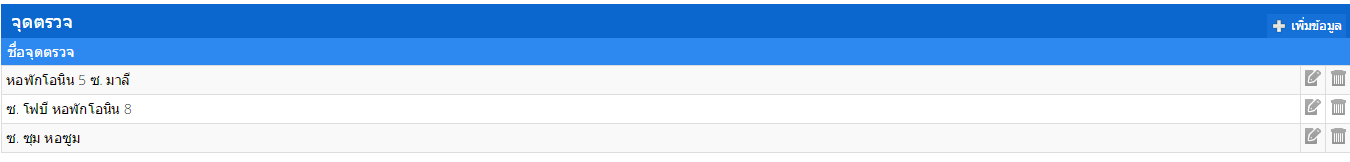 จุดตรวจ
เพิ่มข้อมูล
ชื่อจุดตรวจ
หอพักโอนิน 5 ซ. มาลี
ซ. โฟบี้ หอพักโอนิน 8
ซ. ซุม หอซูม